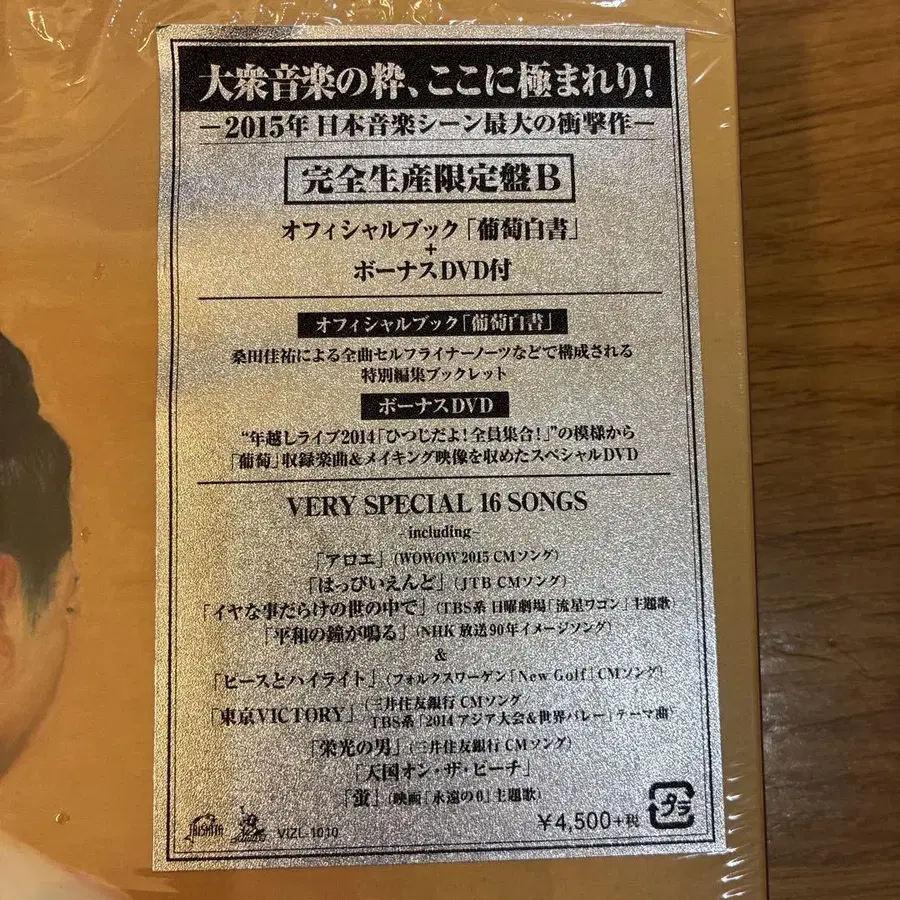 大衆音楽の粋、ここに極まれり！
―2015年 日本音楽シーン最大の衝撃作―
完全生産限定盤B
オフィシャルブック「葡萄白書」
+
ボーナスDVD付
オフィシャルブック「葡萄白書」
桑田佳祐による全曲セルフライナーノーツなどで構成される
特別編集ブックレット
ボーナスDVD
“年越しライブ2014「ひつじだよ！全員集合！」”の模様から
「葡萄」収録楽曲&メイキング映像を収めたスペシャルDVD
VERY SPECIAL 16 SONGS
-including-
「アロエ」(WOWOW 2015 CMソング)
「はっぴいえんど」(JTB CMソング)
「イヤな事だらけの世の中で」(TBS系 日曜劇場「流星ワゴン」主題歌)
「平和の鐘が鳴る」(NHK 放送90年イメージソング)
&
「ピースとハイライト」(フォルクスワーゲン「New Golf」CMソング)
「東京VICTORY」(三井住友銀行 CMソング
TBS系「2014アジア大会&世界バレー」テーマ曲)
「栄光の男」(三井住友銀行 CMソング)
「天国オン・ザ・ビーチ」
「蛍」(映画「永遠の0」主題歌)
¥4,500+税
プラ
TAISHITA
VIZL-1010